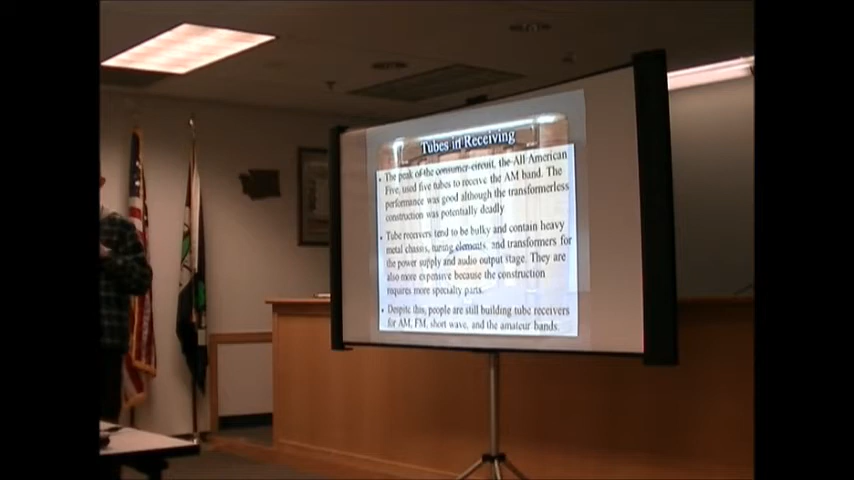 Tubes in Receiving
• The peak of the consumer circuit, the All American
Five, used five tubes to receive the AM band. The
performance was good although the transformerless
construction was potentially deadly
• Tube receivers tend to be bulky and contain heavy
metal chassis, tuning elements, and transformers for
the power supply and audio output stage. They are
also more expensive because the construction
requires more specialty parts.
• Despite this, people are still building tube receivers
for AM, FM, short wave, and the amateur bands.